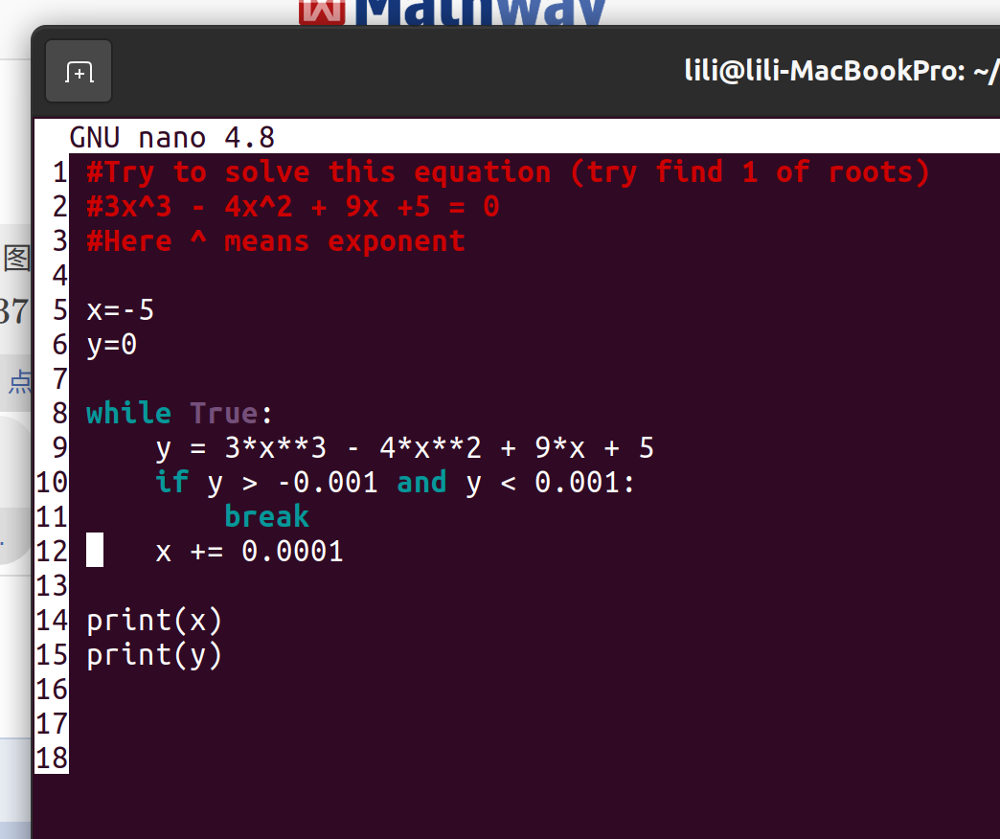 Mathway
lili@lili-MacBookPro: ~/
GNU nano 4.8
1 #Try to solve this equation (try find 1 of roots)
2 #3x^3 - 4x^2 + 9x +5 = 0
3 #Here ^ means exponent
4
5 x=-5
6 y=0
7
8 while True:
9     y = 3*x**3 - 4*x**2 + 9*x + 5
10     if y > -0.001 and y < 0.001:
11         break
12     x += 0.0001
13
14 print(x)
15 print(y)
16
17
18
图
37
点